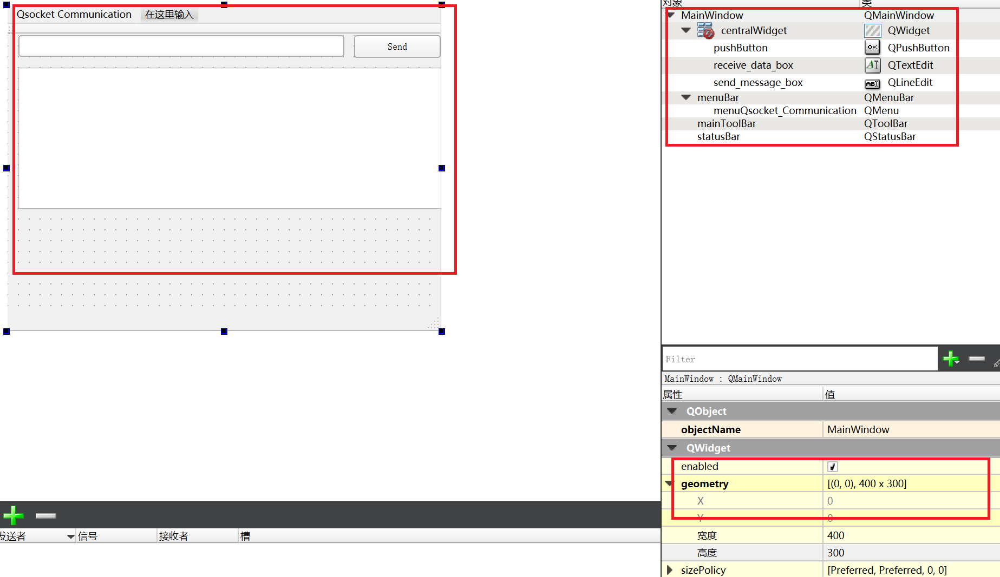 Qsocket Communication 在这里输入
Send
对象 类
MainWindow QMainWindow
centralWidget QWidget
pushButton OK QPushButton
receive_data_box AI QTextEdit
send_message_box ABI QLineEdit
menuBar QMenuBar
menuQsocket_Communication QMenu
mainToolBar QToolBar
statusBar QStatusBar
Filter
MainWindow : QMainWindow
属性 值
QObject
objectName MainWindow
QWidget
enabled
geometry [(0, 0), 400 x 300]
X 0
Y 0
宽度 400
高度 300
sizePolicy [Preferred, Preferred, 0, 0]
发送者 信号 接收者 槽